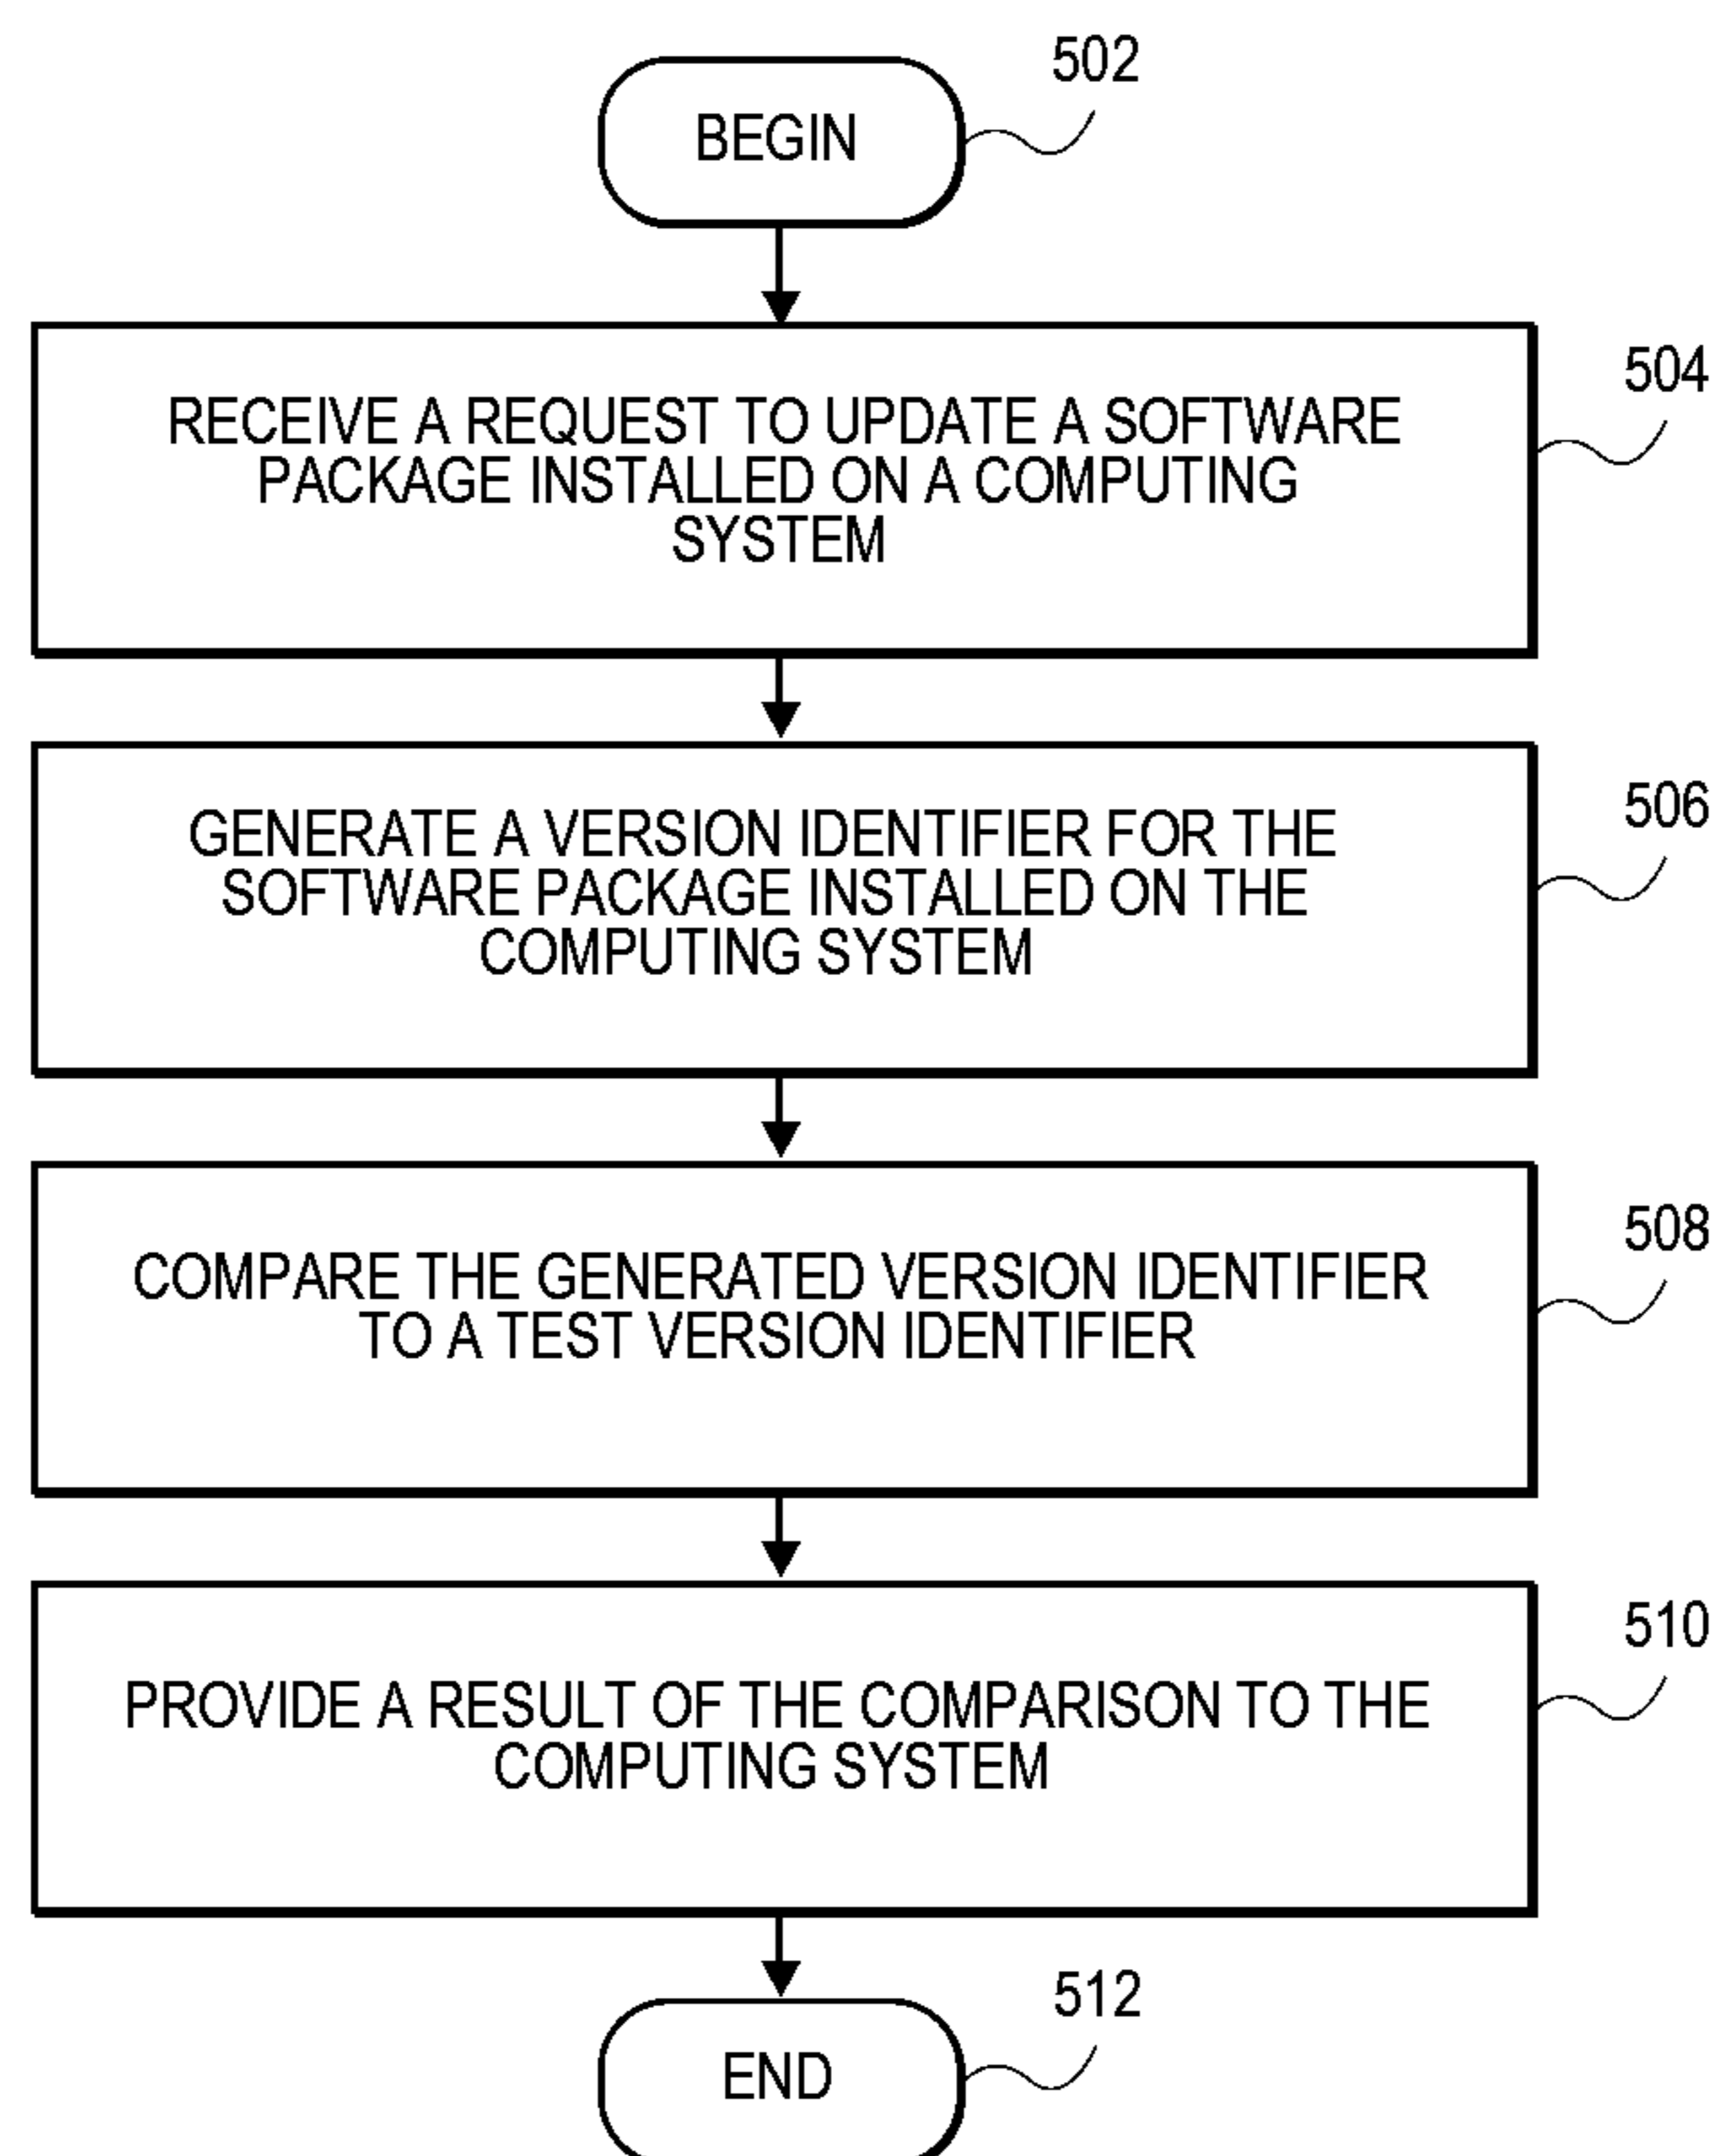 502
BEGIN
504
RECEIVE A REQUEST TO UPDATE A SOFTWARE
PACKAGE INSTALLED ON A COMPUTING
SYSTEM
506
GENERATE A VERSION IDENTIFIER FOR THE
SOFTWARE PACKAGE INSTALLED ON THE
COMPUTING SYSTEM
508
COMPARE THE GENERATED VERSION IDENTIFIER
TO A TEST VERSION IDENTIFIER
510
PROVIDE A RESULT OF THE COMPARISON TO THE
COMPUTING SYSTEM
512
END